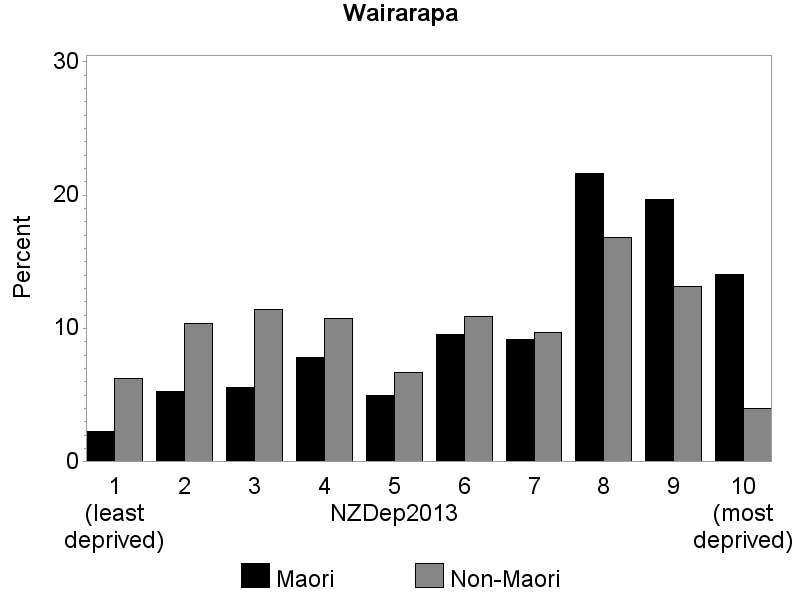 Wairarapa
30
20
10
0
Percent
1 2 3 4 5 6 7 8 9 10
(least NZDep2013 (most
deprived) deprived)
Maori Non-Maori